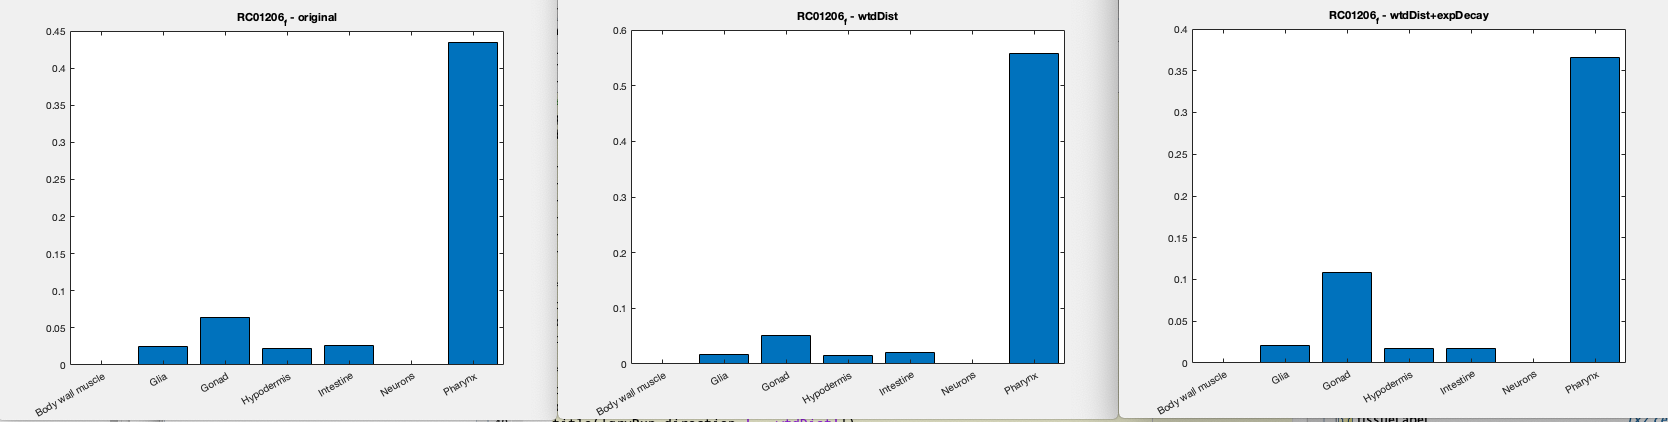 RC01206f - original
0.45
0.4
0.35
0.3
0.25
0.2
0.15
0.1
0.05
0
Body wall muscle
Glia
Gonad
Hypodermis
Intestine
Neurons
Pharynx
RC01206f - wtdDist
0.6
0.5
0.4
0.3
0.2
0.1
0
Body wall muscle
Glia
Gonad
Hypodermis
Intestine
Neurons
Pharynx
RC01206f - wtdDist+expDecay
0.4
0.35
0.3
0.25
0.2
0.15
0.1
0.05
0
Body wall muscle
Glia
Gonad
Hypodermis
Intestine
Neurons
Pharynx